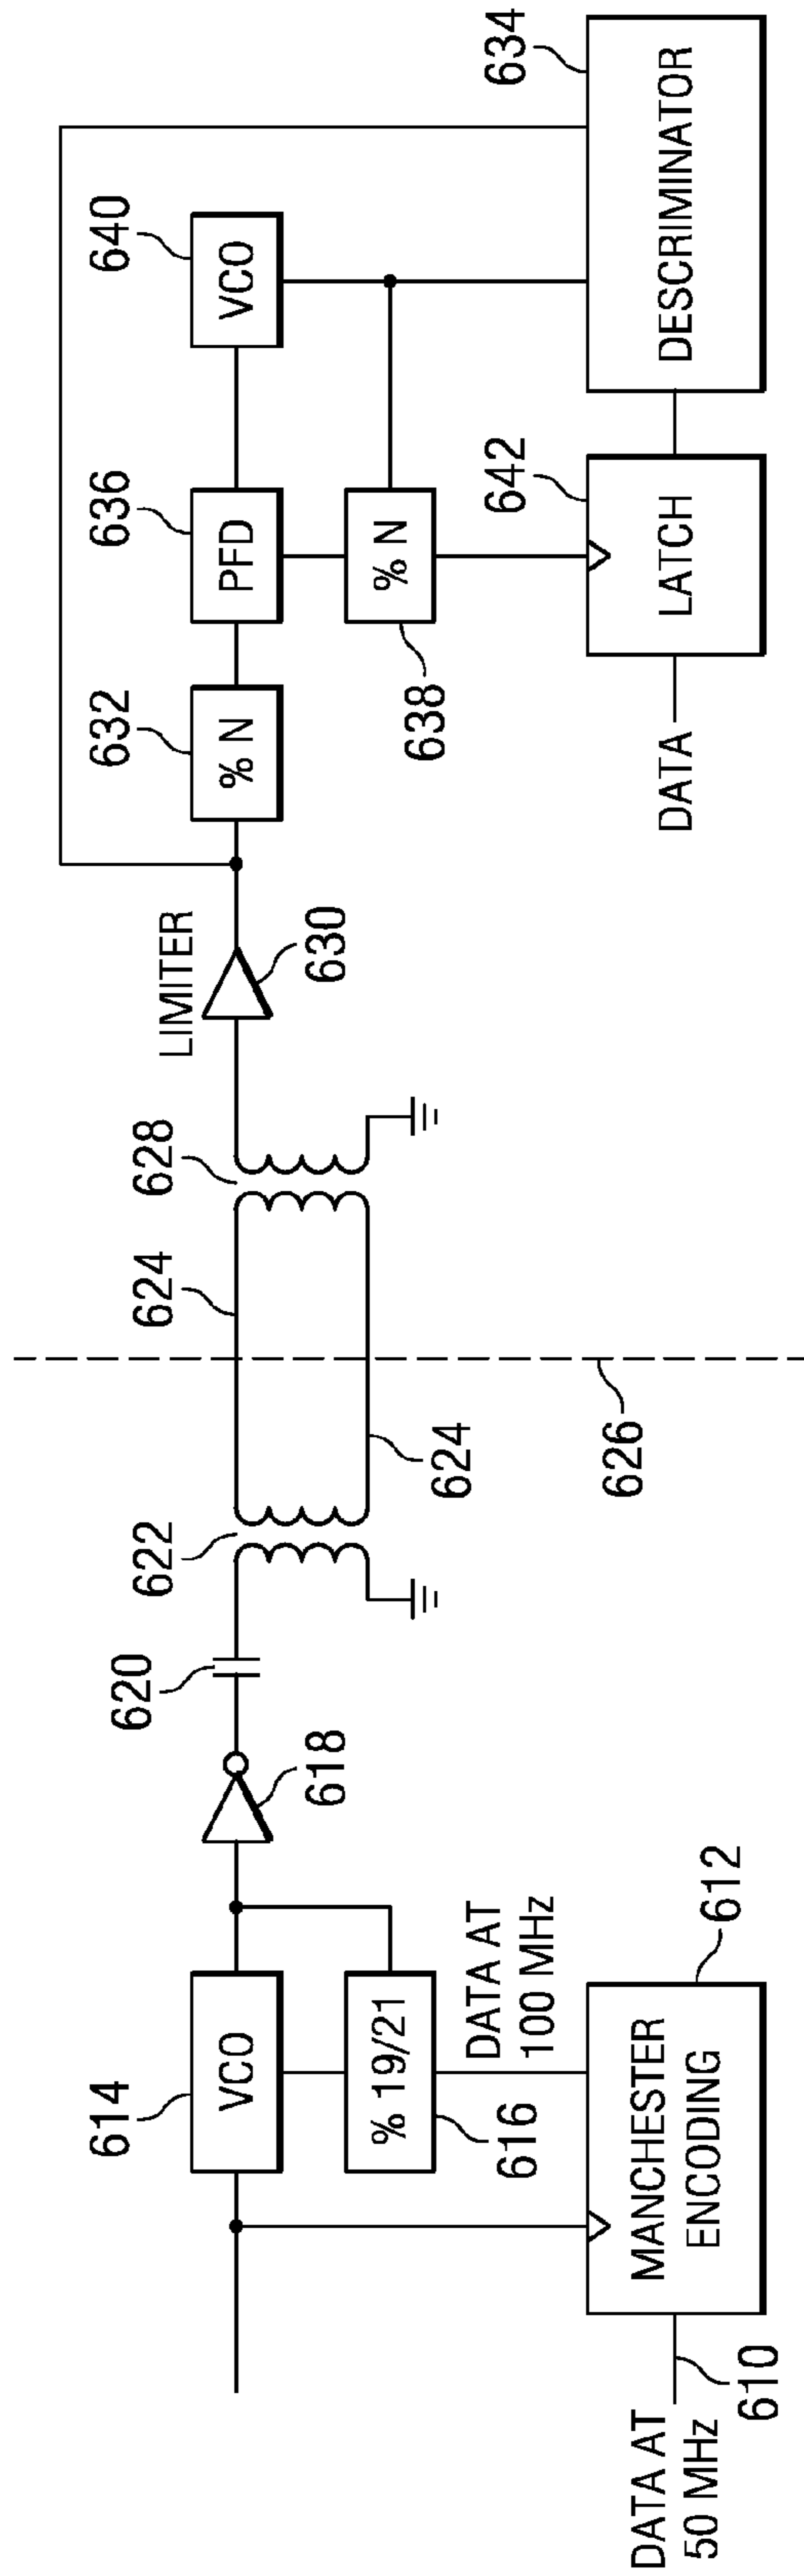 614
VCO
% 19/21
616
DATA AT
100 MHz
MANCHESTER
ENCODING
612
DATA AT
50 MHz
610
618
620
622
624
624
626
628
LIMITER
630
632
% N
636
PFD
640
VCO
% N
638
642
LATCH
DATA
634
DESCRIMINATOR